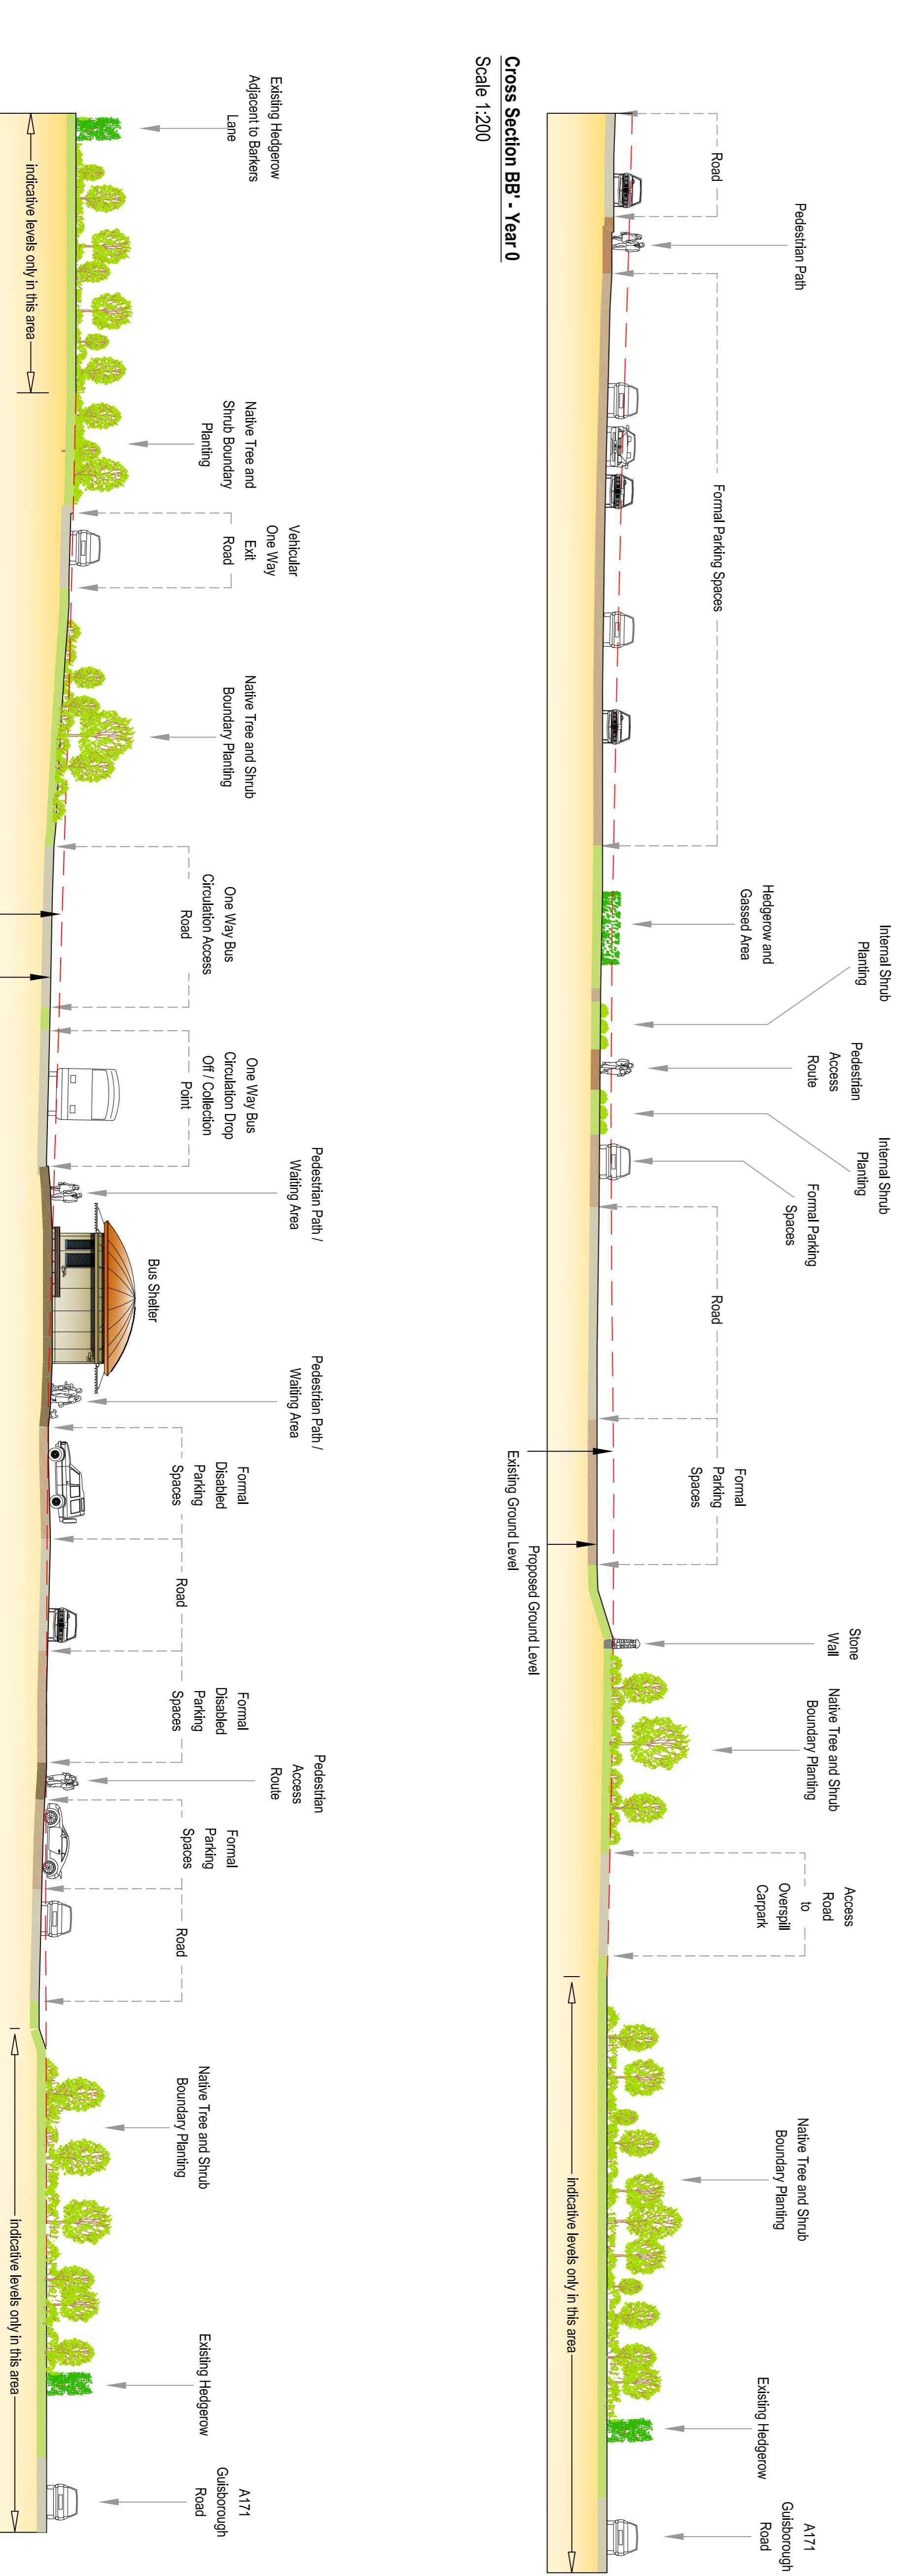 Road
Pedestrian Path
Formal Parking Spaces
Hedgerow and
Gassed Area
Internal Shrub
Planting
Pedestrian
Access
Route
Internal Shrub
Planting
Formal Parking
Spaces
Road
Formal
Parking
Spaces
Existing Ground Level
Proposed Ground Level
Stone
Wall
Native Tree and Shrub
Boundary Planting
Access
Road
to
Overspill
Carpark
Native Tree and Shrub
Boundary Planting
indicative levels only in this area
Existing Hedgerow
A171
Guisborough
Road
Cross Section BB' - Year 0
Scale 1:200
Existing Hedgerow
Adjacent to Barkers
Lane
indicative levels only in this area
Native Tree and
Shrub Boundary
Planting
Vehicular
One Way
Exit
Road
Native Tree and Shrub
Boundary Planting
One Way Bus
Circulation Access
Road
One Way Bus
Circulation Drop
Off / Collection
Point
Pedestrian Path /
Waiting Area
Bus Shelter
Pedestrian Path /
Waiting Area
Formal
Disabled
Parking
Spaces
Road
Formal
Disabled
Parking
Spaces
Pedestrian
Access
Route
Formal
Parking
Spaces
Road
Native Tree and Shrub
Boundary Planting
indicative levels only in this area
Existing Hedgerow
A171
Guisborough
Road